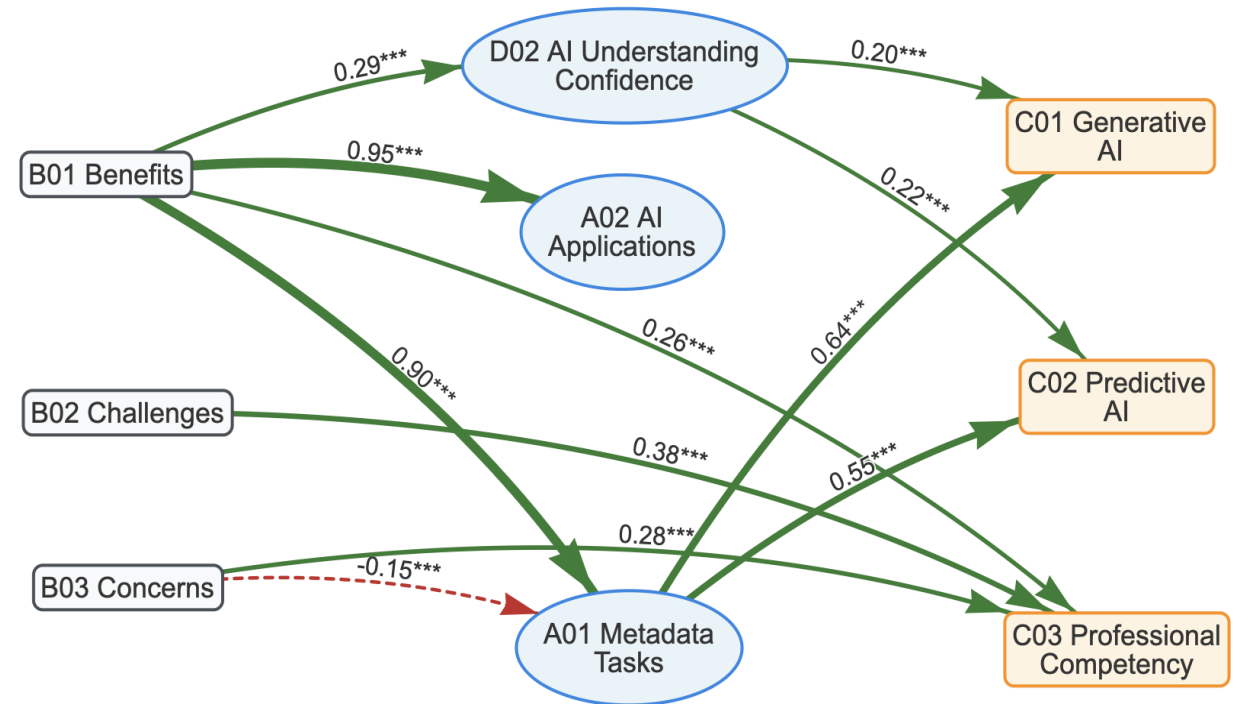 D02 AI Understanding
Confidence
0.29***
0.20***
C01 Generative
AI
B01 Benefits
0.95***
0.22***
A02 AI
Applications
0.26***
0.64***
0.90***
C02 Predictive
AI
B02 Challenges
0.38***
0.55***
0.28***
B03 Concerns
-0.15***
A01 Metadata
Tasks
C03 Professional
Competency